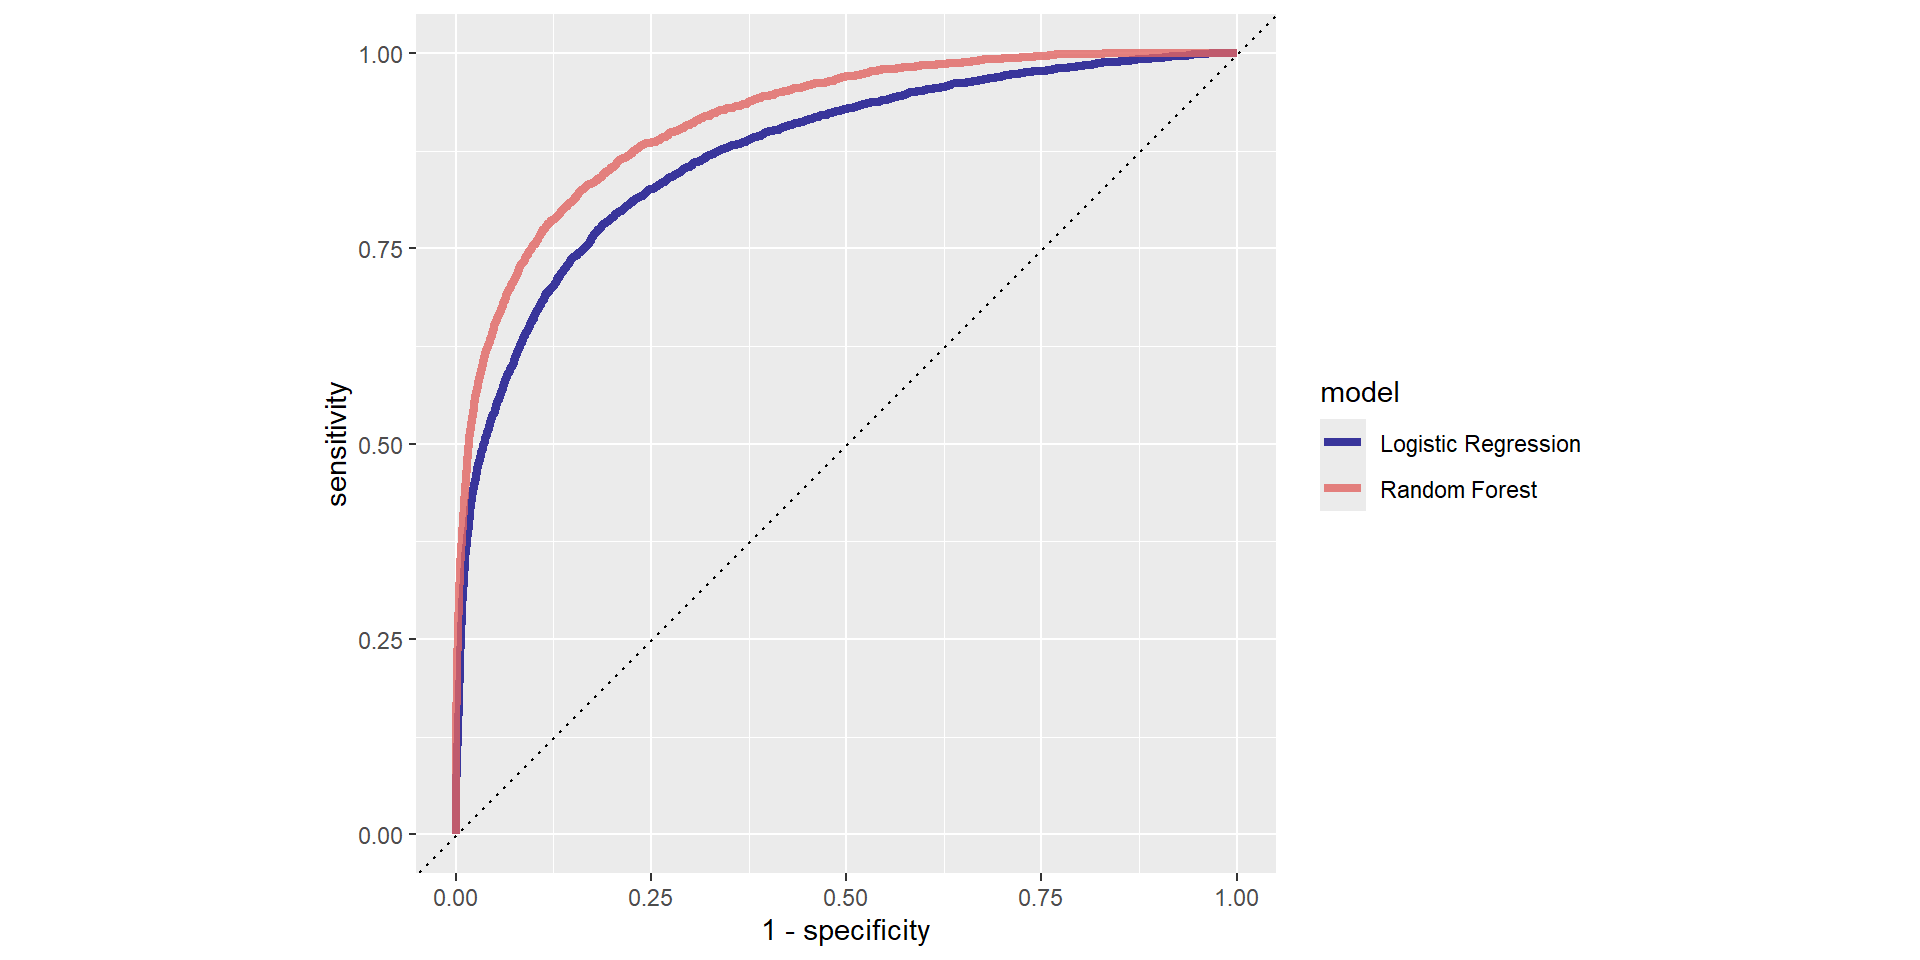 1.00
0.75
0.50
0.25
0.00
sensitivity
0.00 0.25 0.50 0.75 1.00
1 - specificity
model
Logistic Regression
Random Forest